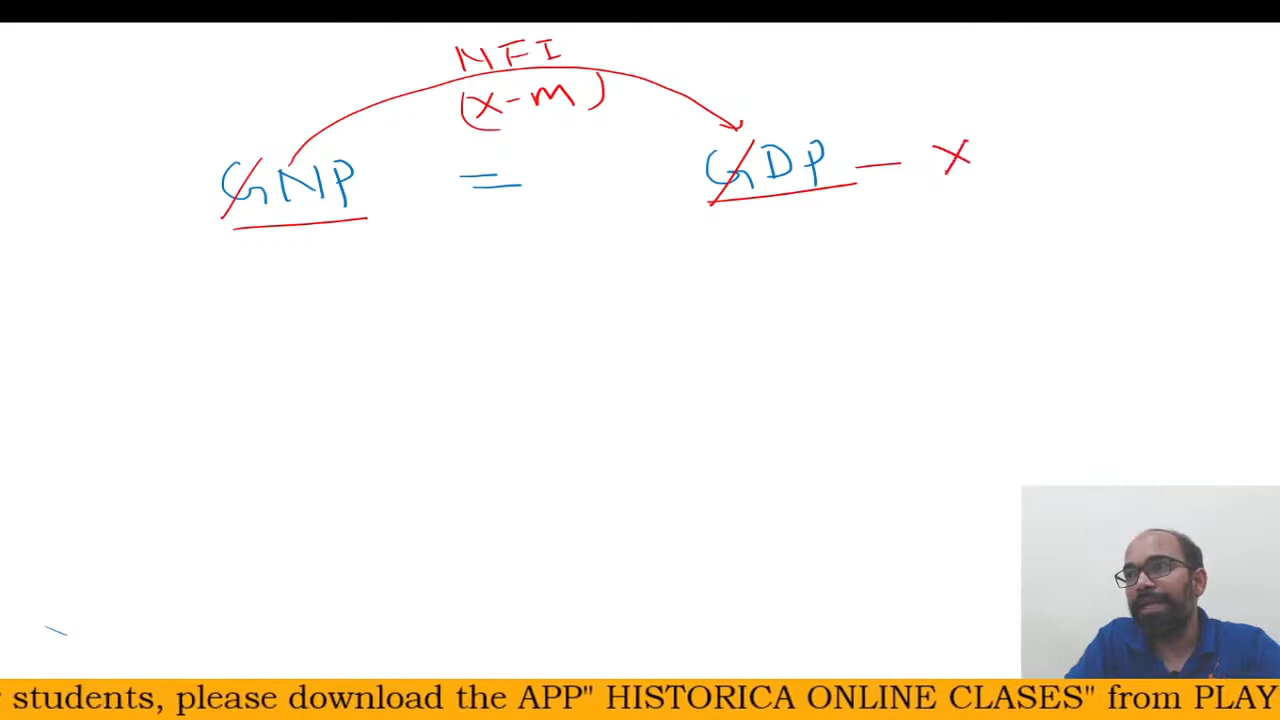 NFI
(x-m)
GNP = GDP - x
r students, please download the APP" HISTORICA ONLINE CLASES" from PLAY